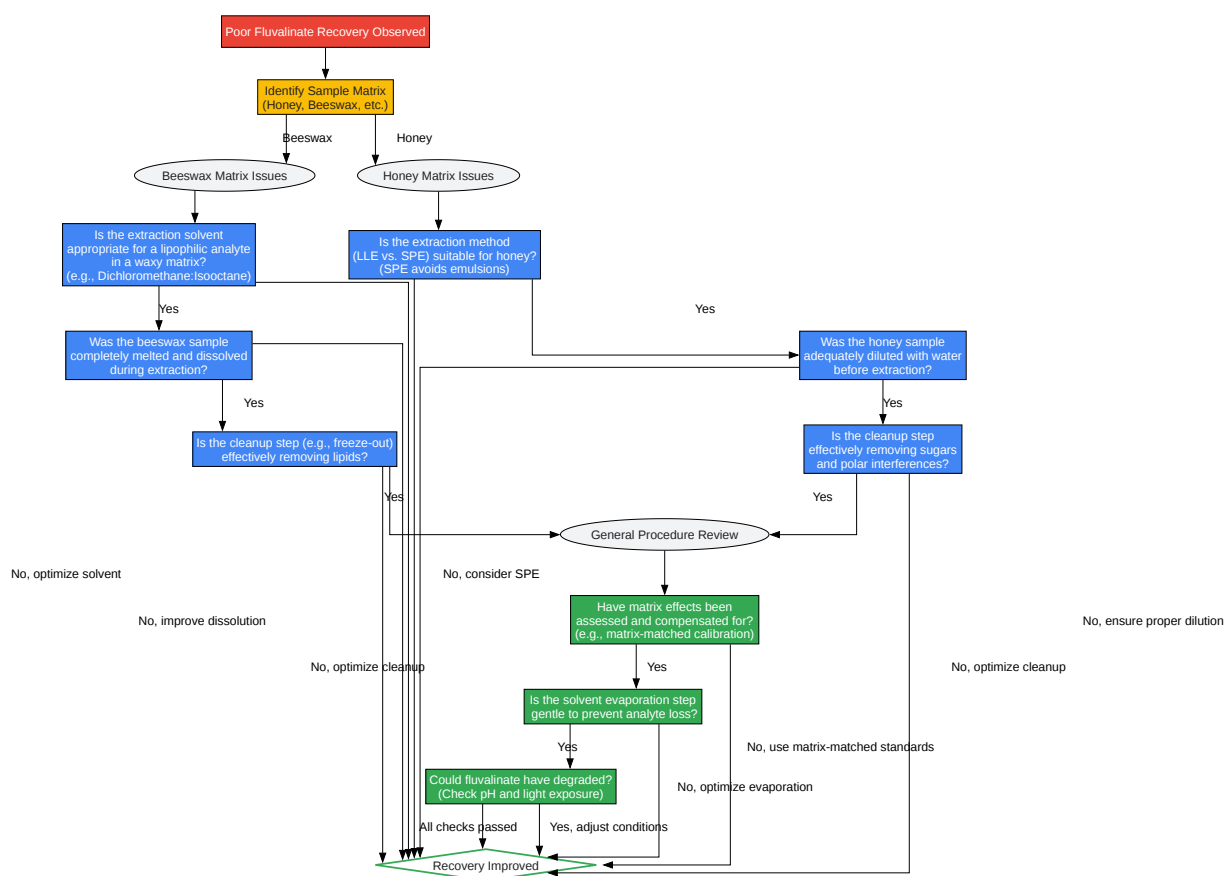 Poor Fluvalinate Recovery Observed
Identify Sample Matrix
(Honey, Beeswax, etc.)
Beeswax
Honey
Beeswax Matrix Issues
Honey Matrix Issues
Is the extraction solvent
appropriate for a lipophilic analyte
in a waxy matrix?
(e.g., Dichloromethane:Isooctane)
Is the extraction method
(LLE vs. SPE) suitable for honey?
(SPE avoids emulsions)
Yes
Yes
Was the beeswax sample
completely melted and dissolved
during extraction?
Was the honey sample
adequately diluted with water
before extraction?
Yes
Yes
Is the cleanup step (e.g., freeze-out)
effectively removing lipids?
Is the cleanup step
effectively removing sugars
and polar interferences?
Yes
Yes
General Procedure Review
No, optimize solvent
No, consider SPE
Have matrix effects been
assessed and compensated for?
(e.g., matrix-matched calibration)
No, improve dissolution
No, ensure proper dilution
No, optimize cleanup
Yes
No, optimize cleanup
Is the solvent evaporation step
gentle to prevent analyte loss?
Yes
No, use matrix-matched standards
Could fluvalinate have degraded?
(Check pH and light exposure)
No, optimize evaporation
All checks passed
Yes, adjust conditions
Recovery Improved